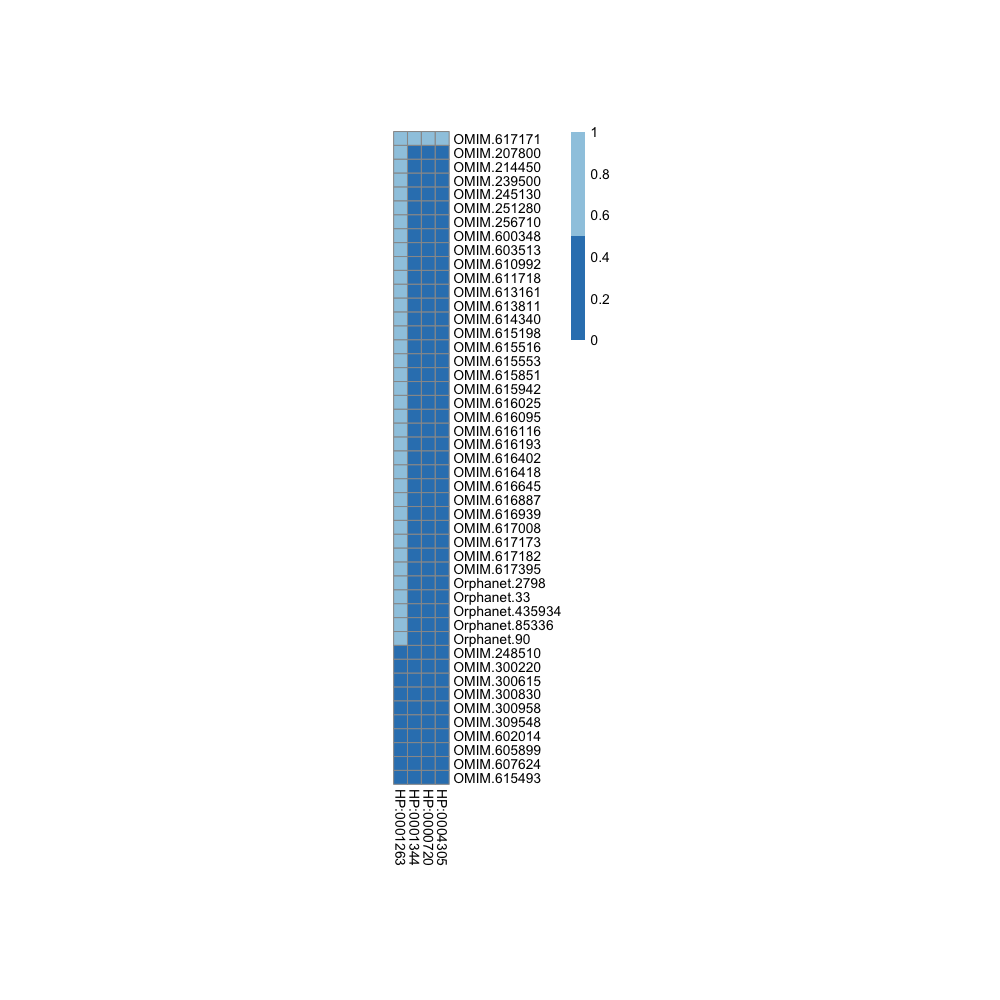 OMIM.617171
OMIM.207800
OMIM.214450
OMIM.239500
OMIM.245130
OMIM.251280
OMIM.256710
OMIM.600348
OMIM.603513
OMIM.610992
OMIM.611718
OMIM.613161
OMIM.613811
OMIM.614340
OMIM.615198
OMIM.615516
OMIM.615553
OMIM.615851
OMIM.615942
OMIM.616025
OMIM.616095
OMIM.616116
OMIM.616193
OMIM.616402
OMIM.616418
OMIM.616645
OMIM.616887
OMIM.616939
OMIM.617008
OMIM.617173
OMIM.617182
OMIM.617395
Orphanet.2798
Orphanet.33
Orphanet.435934
Orphanet.85336
Orphanet.90
OMIM.248510
OMIM.300220
OMIM.300615
OMIM.300830
OMIM.300958
OMIM.309548
OMIM.602014
OMIM.605899
OMIM.607624
OMIM.615493
HP:0001263
HP:0001344
HP:0000720
HP:0004305
1
0.8
0.6
0.4
0.2
0